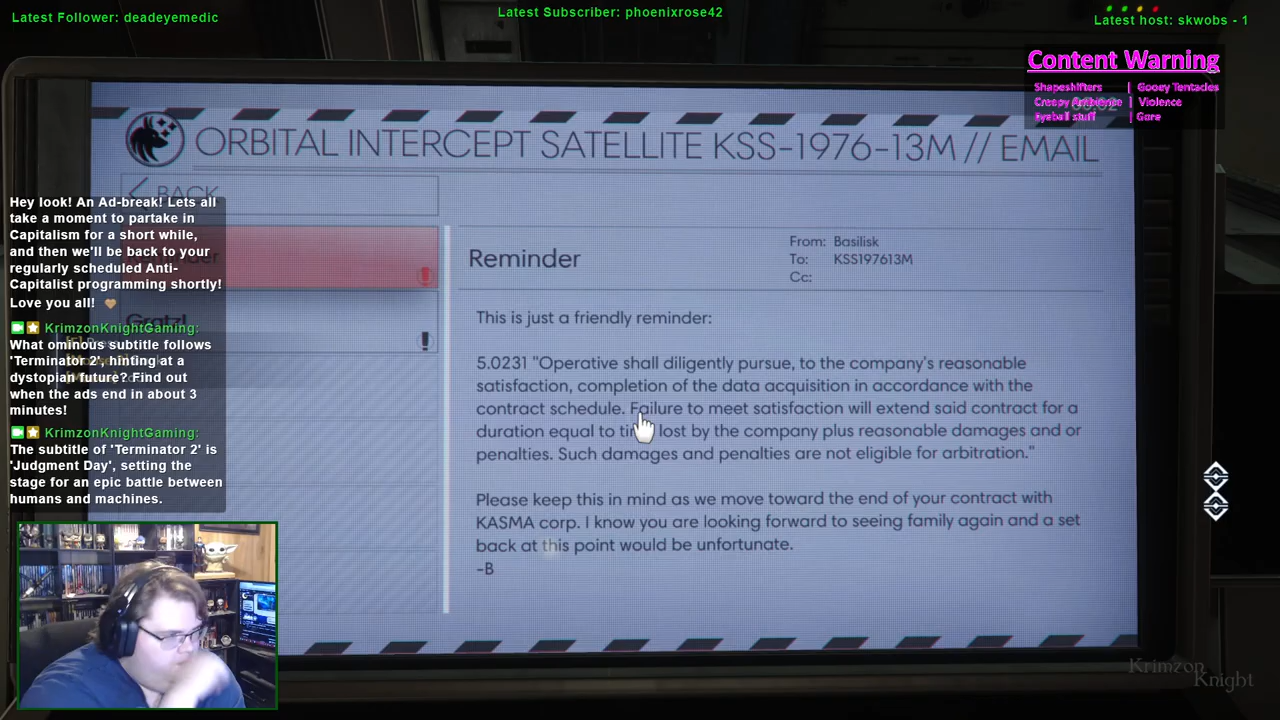 Latest Follower: deadeyemedic
Latest Subscriber: phoenixrose42
Latest host: skwobs - 1
Content Warning
Shapeshifters | Gooey Tentacles
Creepy Ambience | Violence
Eyeball stuff | Gore
ORBITAL INTERCEPT SATELLITE KSS-1976-13M // EMAIL
BACK
Reminder
From: Basilisk
To: KSS197613M
Cc:
This is just a friendly reminder:
5.0231 "Operative shall diligently pursue, to the company's reasonable
satisfaction, completion of the data acquisition in accordance with the
contract schedule. Failure to meet satisfaction will extend said contract for a
duration equal to lost by the company plus reasonable damages and or
penalties. Such damages and penalties are not eligible for arbitration."
Please keep this in mind as we move toward the end of your contract with
KASMA corp. I know you are looking forward to seeing family again and a set
back at this point would be unfortunate.
-B
Hey look! An Ad-break! Lets all
take a moment to partake in
Capitalism for a short while,
and then we'll be back to your
regularly scheduled Anti-
Capitalist programming shortly!
Love you all!
KrimzonKnightGaming:
What ominous subtitle follows
'Terminator 2', hinting at a
dystopian future? Find out
when the ads end in about 3
minutes!
KrimzonKnightGaming:
The subtitle of 'Terminator 2' is
'Judgment Day', setting the
stage for an epic battle between
humans and machines.
Krimzon
Knight